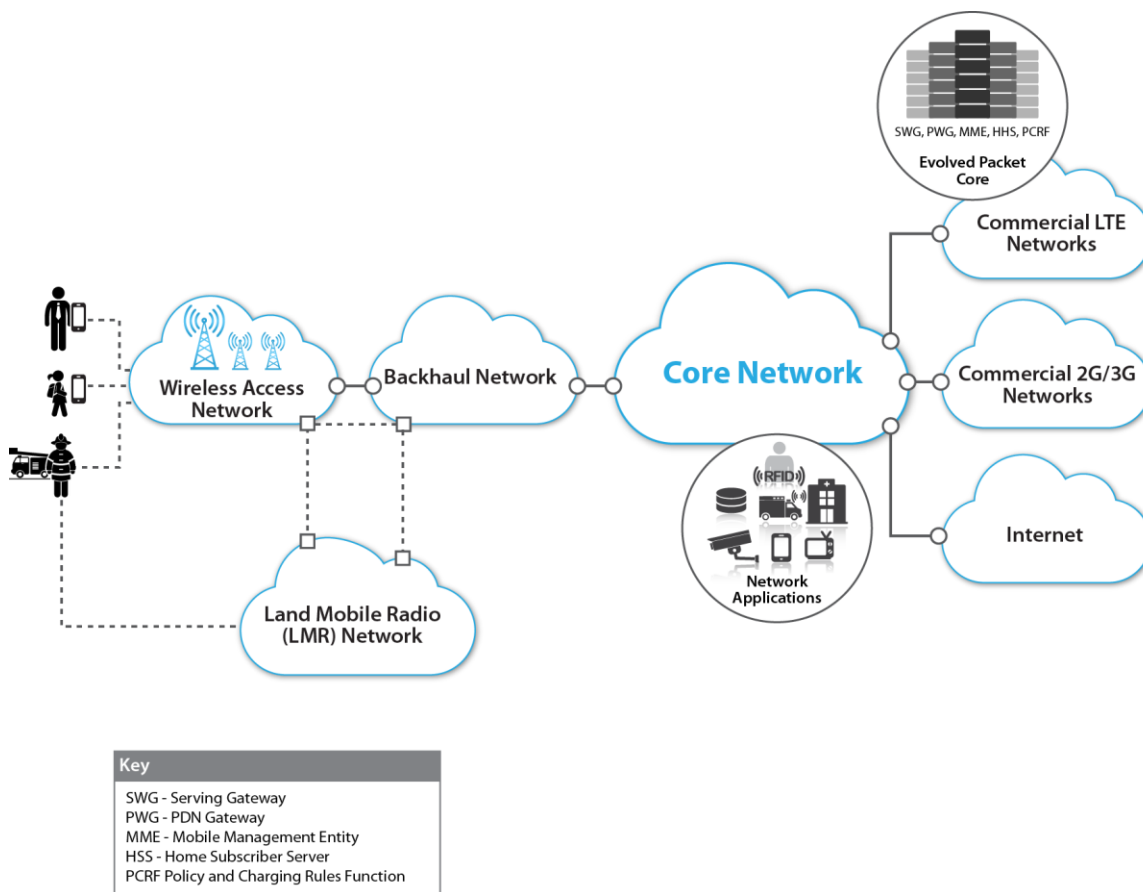 SWG, PWG, MME, HHS, PCRF
Evolved Packet
Core
Commercial LTE
Networks
Wireless Access
Network
Backhaul Network
Core Network
Commercial 2G/3G
Networks
RFID
Network
Applications
Internet
Land Mobile Radio
(LMR) Network
Key
SWG - Serving Gateway
PWG - PDN Gateway
MME - Mobile Management Entity
HSS - Home Subscriber Server
PCRF Policy and Charging Rules Function